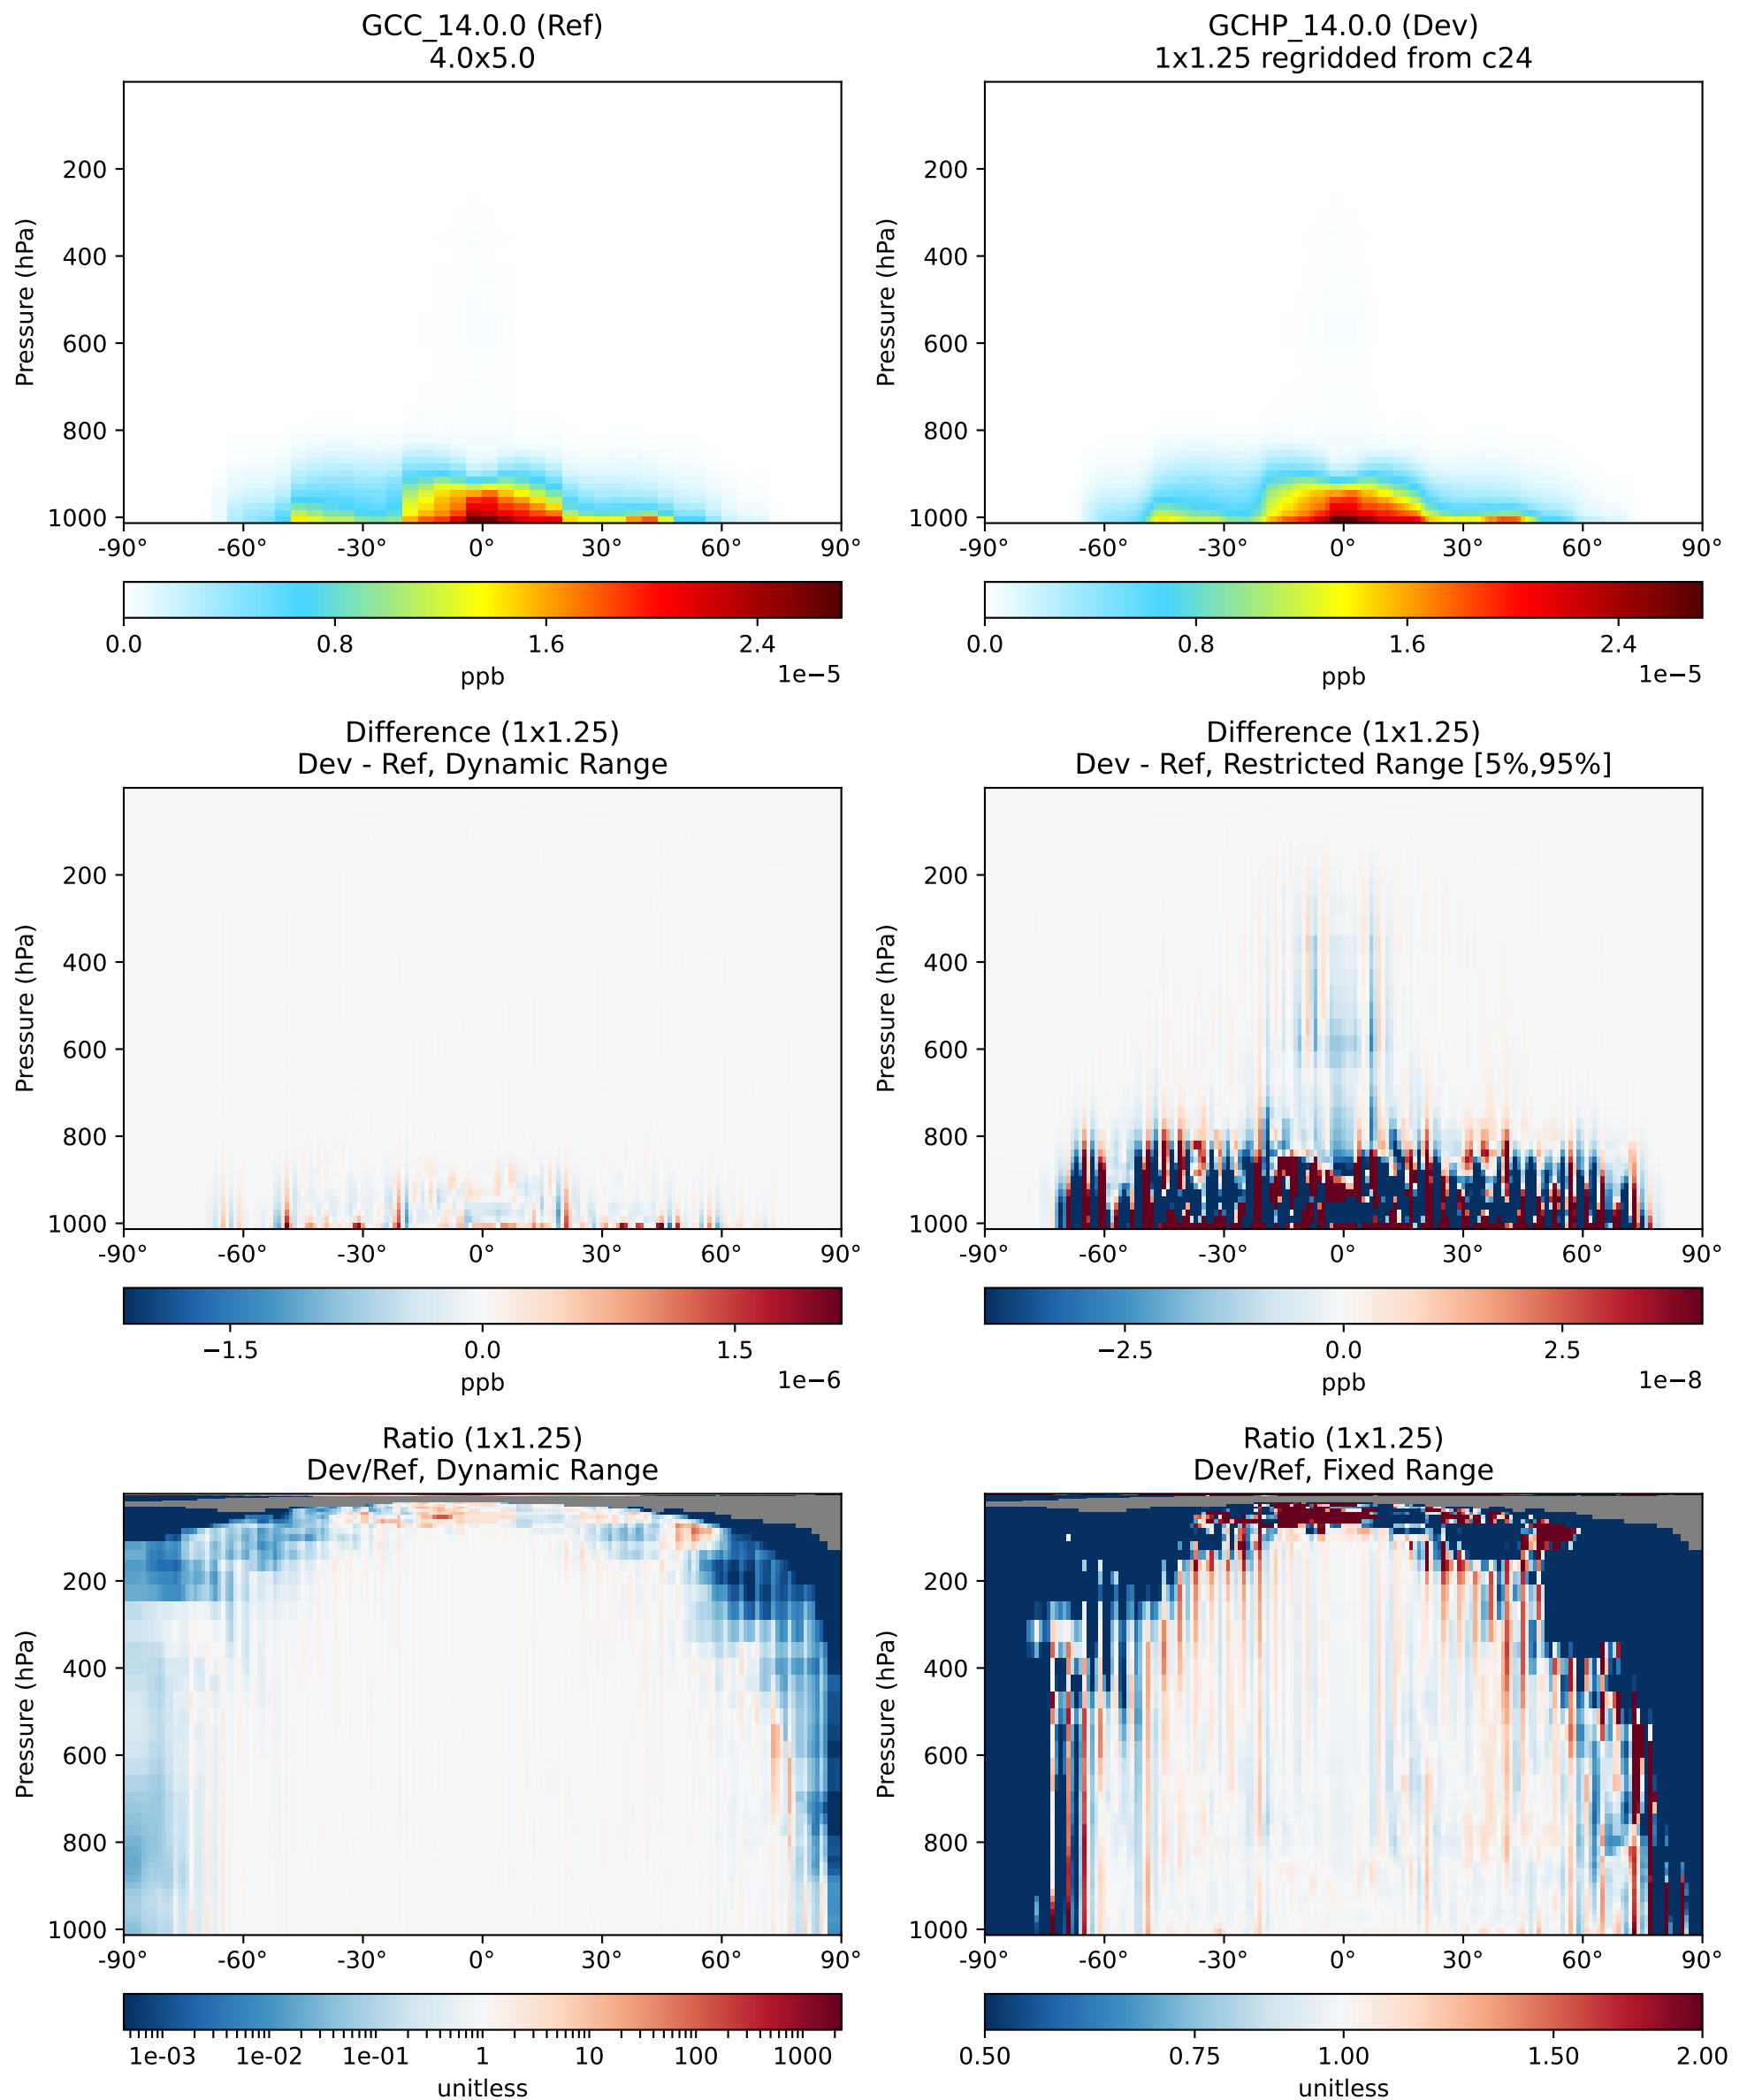 GCC_14.0.0 (Ref)
4.0x5.0
Pressure (hPa)
200
400
600
800
1000
-90° -60° -30° 0° 30° 60° 90°
0.0 0.8 1.6 2.4
1e−5
ppb
GCHP_14.0.0 (Dev)
1x1.25 regridded from c24
Pressure (hPa)
200
400
600
800
1000
-90° -60° -30° 0° 30° 60° 90°
0.0 0.8 1.6 2.4
1e−5
ppb
Difference (1x1.25)
Dev - Ref, Dynamic Range
Pressure (hPa)
200
400
600
800
1000
-90° -60° -30° 0° 30° 60° 90°
−1.5 0.0 1.5
1e−6
ppb
Difference (1x1.25)
Dev - Ref, Restricted Range [5%,95%]
Pressure (hPa)
200
400
600
800
1000
-90° -60° -30° 0° 30° 60° 90°
−2.5 0.0 2.5
1e−8
ppb
Ratio (1x1.25)
Dev/Ref, Dynamic Range
Pressure (hPa)
200
400
600
800
1000
-90° -60° -30° 0° 30° 60° 90°
1e-03 1e-02 1e-01 1 10 100 1000
unitless
Ratio (1x1.25)
Dev/Ref, Fixed Range
Pressure (hPa)
200
400
600
800
1000
-90° -60° -30° 0° 30° 60° 90°
0.50 0.75 1.00 1.50 2.00
unitless